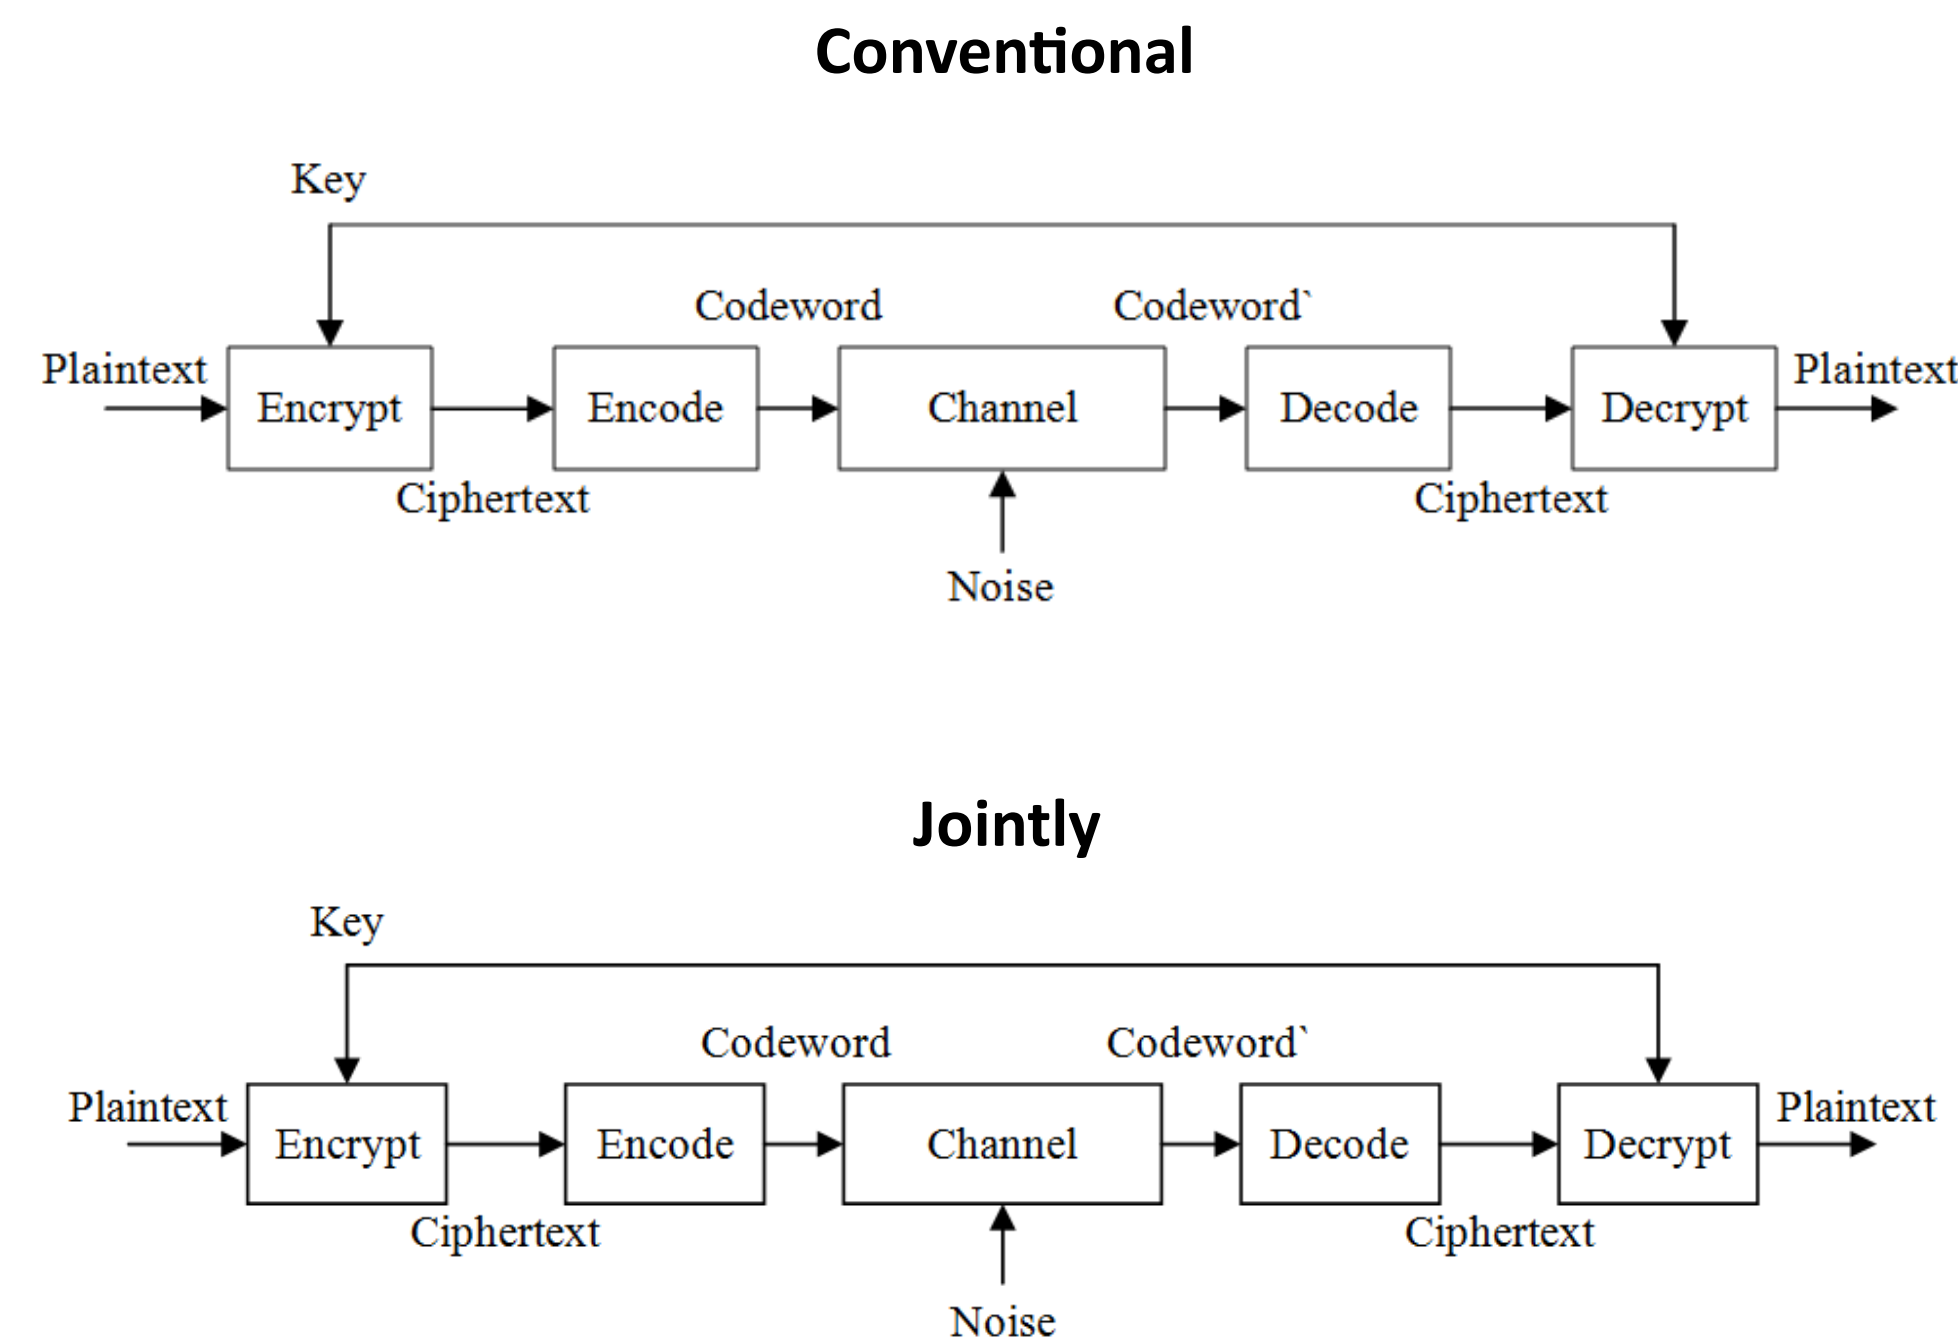 Conventional
Key
Codeword Codeword`
Plaintext Encrypt Encode Channel Decode Decrypt Plaintext
Ciphertext Ciphertext
Noise
Jointly
Key
Codeword Codeword`
Plaintext Encrypt Encode Channel Decode Decrypt Plaintext
Ciphertext Ciphertext
Noise